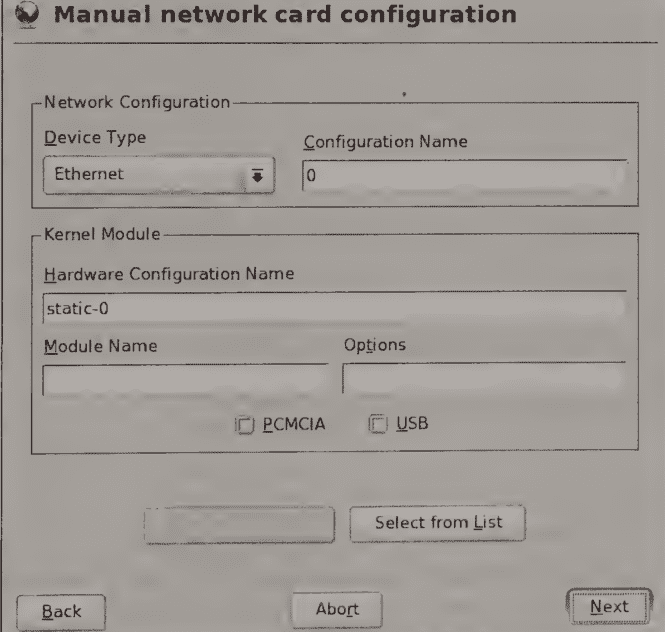 Manual network card configuration
Network Configuration
Device Type
Configuration Name
Ethernet
0
Kernel Module
Hardware Configuration Name
static-0
Module Name
Options
PCMCIA
USB
Select from List
Back
Abort
Next